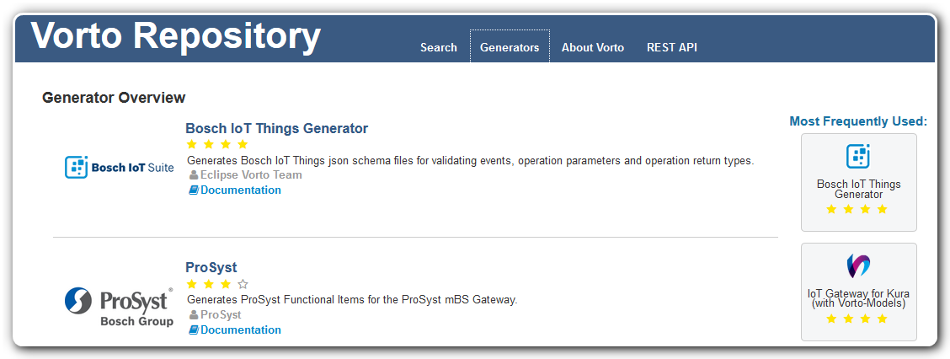 Vorto Repository
Search Generators About Vorto REST API
Generator Overview
Bosch IoT Things Generator
Bosch IoT Suite
Generates Bosch IoT Things json schema files for validating events, operation parameters and operation return types.
Eclipse Vorto Team
Documentation
ProSyst
ProSyst®
Bosch Group
Generates ProSyst Functional Items for the ProSyst mBS Gateway.
ProSyst
Documentation
Most Frequently Used:
Bosch IoT Things
Generator
IoT Gateway for Kura
(with Vorto-Models)